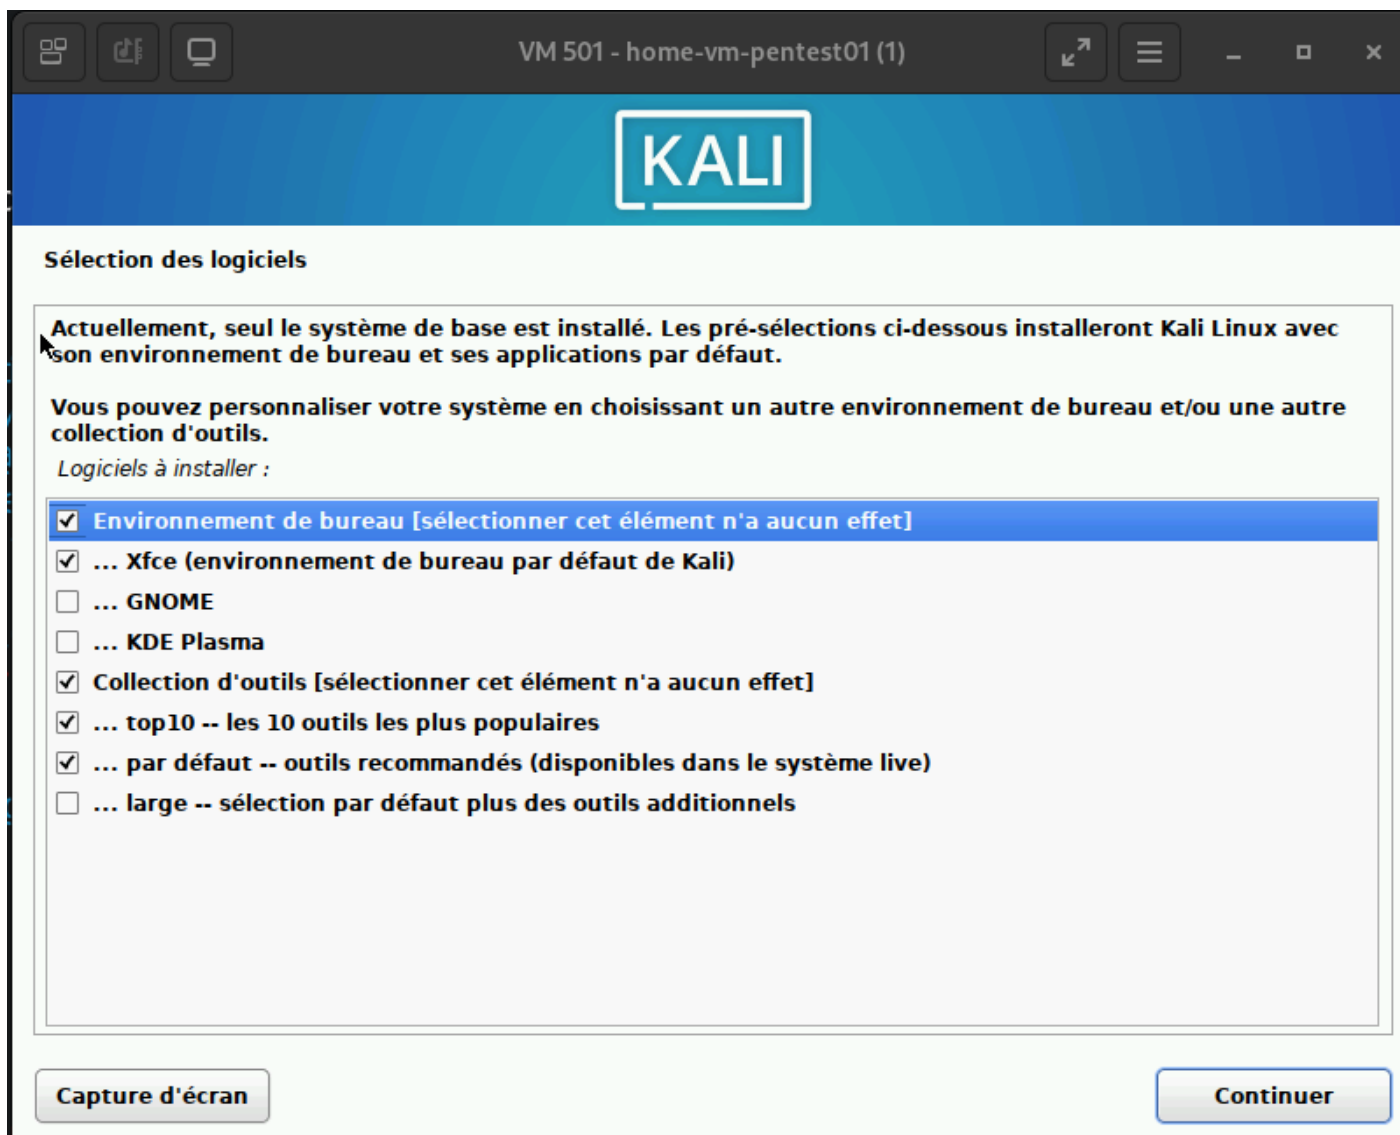 VM 501 - home-vm-pentest01 (1)
KALI
Sélection des logiciels
Actuellement, seul le système de base est installé. Les pré-sélections ci-dessous installeront Kali Linux avec
son environnement de bureau et ses applications par défaut.
Vous pouvez personnaliser votre système en choisissant un autre environnement de bureau et/ou une autre
collection d'outils.
Logiciels à installer :
Environnement de bureau [sélectionner cet élément n'a aucun effet]
... Xfce (environnement de bureau par défaut de Kali)
... GNOME
... KDE Plasma
Collection d'outils [sélectionner cet élément n'a aucun effet]
... top10 -- les 10 outils les plus populaires
... par défaut -- outils recommandés (disponibles dans le système live)
... large -- sélection par défaut plus des outils additionnels
Capture d'écran
Continuer